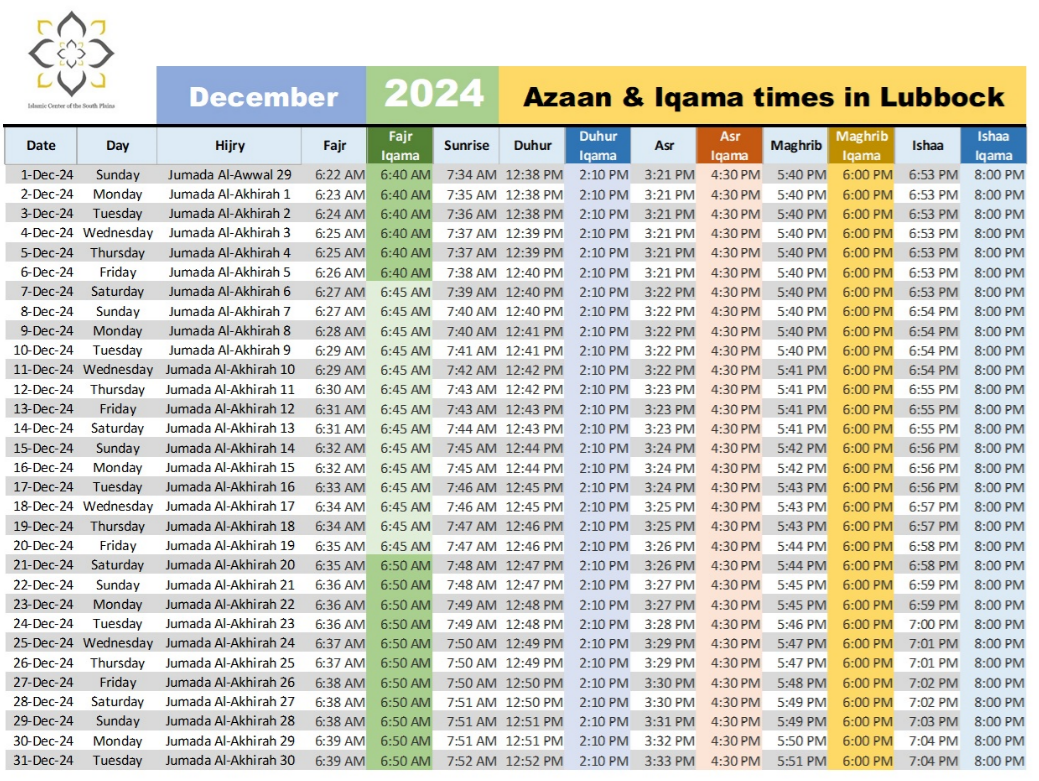 Islamic Center of the South Plains
December 2024 Azaan & Iqama times in Lubbock
Date Day Hijry Fajr Fajr Iqama Sunrise Duhur Duhur Iqama Asr Asr Iqama Maghrib Maghrib Iqama Ishaa Ishaa Iqama
1-Dec-24 Sunday Jumada Al-Awwal 29 6:22 AM 6:40 AM 7:34 AM 12:38 PM 2:10 PM 3:21 PM 4:30 PM 5:40 PM 6:00 PM 6:53 PM 8:00 PM
2-Dec-24 Monday Jumada Al-Akhirah 1 6:23 AM 6:40 AM 7:35 AM 12:38 PM 2:10 PM 3:21 PM 4:30 PM 5:40 PM 6:00 PM 6:53 PM 8:00 PM
3-Dec-24 Tuesday Jumada Al-Akhirah 2 6:24 AM 6:40 AM 7:36 AM 12:38 PM 2:10 PM 3:21 PM 4:30 PM 5:40 PM 6:00 PM 6:53 PM 8:00 PM
4-Dec-24 Wednesday Jumada Al-Akhirah 3 6:25 AM 6:40 AM 7:37 AM 12:39 PM 2:10 PM 3:21 PM 4:30 PM 5:40 PM 6:00 PM 6:53 PM 8:00 PM
5-Dec-24 Thursday Jumada Al-Akhirah 4 6:25 AM 6:40 AM 7:37 AM 12:39 PM 2:10 PM 3:21 PM 4:30 PM 5:40 PM 6:00 PM 6:53 PM 8:00 PM
6-Dec-24 Friday Jumada Al-Akhirah 5 6:26 AM 6:40 AM 7:38 AM 12:40 PM 2:10 PM 3:21 PM 4:30 PM 5:40 PM 6:00 PM 6:53 PM 8:00 PM
7-Dec-24 Saturday Jumada Al-Akhirah 6 6:27 AM 6:45 AM 7:39 AM 12:40 PM 2:10 PM 3:22 PM 4:30 PM 5:40 PM 6:00 PM 6:53 PM 8:00 PM
8-Dec-24 Sunday Jumada Al-Akhirah 7 6:27 AM 6:45 AM 7:40 AM 12:40 PM 2:10 PM 3:22 PM 4:30 PM 5:40 PM 6:00 PM 6:54 PM 8:00 PM
9-Dec-24 Monday Jumada Al-Akhirah 8 6:28 AM 6:45 AM 7:40 AM 12:41 PM 2:10 PM 3:22 PM 4:30 PM 5:40 PM 6:00 PM 6:54 PM 8:00 PM
10-Dec-24 Tuesday Jumada Al-Akhirah 9 6:29 AM 6:45 AM 7:41 AM 12:41 PM 2:10 PM 3:22 PM 4:30 PM 5:40 PM 6:00 PM 6:54 PM 8:00 PM
11-Dec-24 Wednesday Jumada Al-Akhirah 10 6:29 AM 6:45 AM 7:42 AM 12:42 PM 2:10 PM 3:22 PM 4:30 PM 5:41 PM 6:00 PM 6:54 PM 8:00 PM
12-Dec-24 Thursday Jumada Al-Akhirah 11 6:30 AM 6:45 AM 7:43 AM 12:42 PM 2:10 PM 3:23 PM 4:30 PM 5:41 PM 6:00 PM 6:55 PM 8:00 PM
13-Dec-24 Friday Jumada Al-Akhirah 12 6:31 AM 6:45 AM 7:43 AM 12:43 PM 2:10 PM 3:23 PM 4:30 PM 5:41 PM 6:00 PM 6:55 PM 8:00 PM
14-Dec-24 Saturday Jumada Al-Akhirah 13 6:31 AM 6:45 AM 7:44 AM 12:43 PM 2:10 PM 3:23 PM 4:30 PM 5:41 PM 6:00 PM 6:55 PM 8:00 PM
15-Dec-24 Sunday Jumada Al-Akhirah 14 6:32 AM 6:45 AM 7:45 AM 12:44 PM 2:10 PM 3:24 PM 4:30 PM 5:42 PM 6:00 PM 6:56 PM 8:00 PM
16-Dec-24 Monday Jumada Al-Akhirah 15 6:32 AM 6:45 AM 7:45 AM 12:44 PM 2:10 PM 3:24 PM 4:30 PM 5:42 PM 6:00 PM 6:56 PM 8:00 PM
17-Dec-24 Tuesday Jumada Al-Akhirah 16 6:33 AM 6:45 AM 7:46 AM 12:45 PM 2:10 PM 3:24 PM 4:30 PM 5:43 PM 6:00 PM 6:56 PM 8:00 PM
18-Dec-24 Wednesday Jumada Al-Akhirah 17 6:34 AM 6:45 AM 7:46 AM 12:45 PM 2:10 PM 3:25 PM 4:30 PM 5:43 PM 6:00 PM 6:57 PM 8:00 PM
19-Dec-24 Thursday Jumada Al-Akhirah 18 6:34 AM 6:45 AM 7:47 AM 12:46 PM 2:10 PM 3:25 PM 4:30 PM 5:43 PM 6:00 PM 6:57 PM 8:00 PM
20-Dec-24 Friday Jumada Al-Akhirah 19 6:35 AM 6:45 AM 7:47 AM 12:46 PM 2:10 PM 3:26 PM 4:30 PM 5:44 PM 6:00 PM 6:58 PM 8:00 PM
21-Dec-24 Saturday Jumada Al-Akhirah 20 6:35 AM 6:50 AM 7:48 AM 12:47 PM 2:10 PM 3:26 PM 4:30 PM 5:44 PM 6:00 PM 6:58 PM 8:00 PM
22-Dec-24 Sunday Jumada Al-Akhirah 21 6:36 AM 6:50 AM 7:48 AM 12:47 PM 2:10 PM 3:27 PM 4:30 PM 5:45 PM 6:00 PM 6:59 PM 8:00 PM
23-Dec-24 Monday Jumada Al-Akhirah 22 6:36 AM 6:50 AM 7:49 AM 12:48 PM 2:10 PM 3:27 PM 4:30 PM 5:45 PM 6:00 PM 6:59 PM 8:00 PM
24-Dec-24 Tuesday Jumada Al-Akhirah 23 6:36 AM 6:50 AM 7:49 AM 12:48 PM 2:10 PM 3:28 PM 4:30 PM 5:46 PM 6:00 PM 7:00 PM 8:00 PM
25-Dec-24 Wednesday Jumada Al-Akhirah 24 6:37 AM 6:50 AM 7:50 AM 12:49 PM 2:10 PM 3:29 PM 4:30 PM 5:47 PM 6:00 PM 7:01 PM 8:00 PM
26-Dec-24 Thursday Jumada Al-Akhirah 25 6:37 AM 6:50 AM 7:50 AM 12:49 PM 2:10 PM 3:29 PM 4:30 PM 5:47 PM 6:00 PM 7:01 PM 8:00 PM
27-Dec-24 Friday Jumada Al-Akhirah 26 6:38 AM 6:50 AM 7:50 AM 12:50 PM 2:10 PM 3:30 PM 4:30 PM 5:48 PM 6:00 PM 7:02 PM 8:00 PM
28-Dec-24 Saturday Jumada Al-Akhirah 27 6:38 AM 6:50 AM 7:51 AM 12:50 PM 2:10 PM 3:30 PM 4:30 PM 5:49 PM 6:00 PM 7:02 PM 8:00 PM
29-Dec-24 Sunday Jumada Al-Akhirah 28 6:38 AM 6:50 AM 7:51 AM 12:51 PM 2:10 PM 3:31 PM 4:30 PM 5:49 PM 6:00 PM 7:03 PM 8:00 PM
30-Dec-24 Monday Jumada Al-Akhirah 29 6:39 AM 6:50 AM 7:51 AM 12:51 PM 2:10 PM 3:32 PM 4:30 PM 5:50 PM 6:00 PM 7:04 PM 8:00 PM
31-Dec-24 Tuesday Jumada Al-Akhirah 30 6:39 AM 6:50 AM 7:52 AM 12:52 PM 2:10 PM 3:33 PM 4:30 PM 5:51 PM 6:00 PM 7:04 PM 8:00 PM